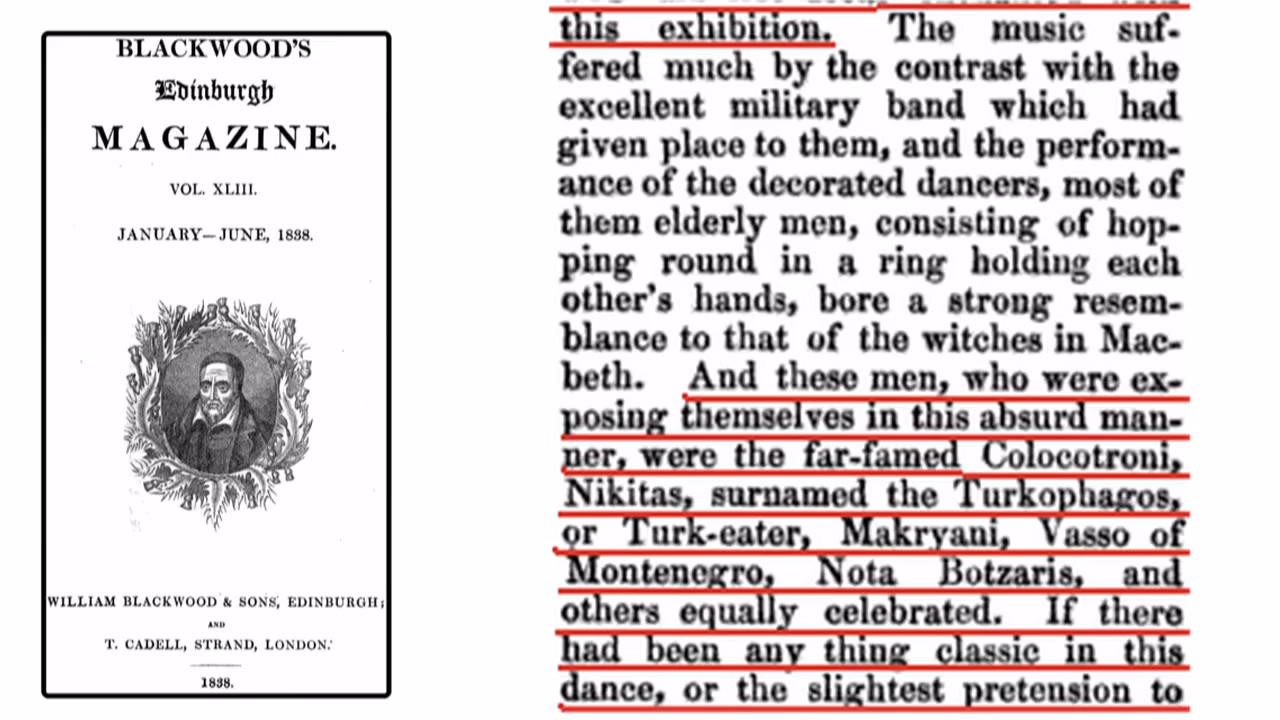 BLACKWOOD'S
Edinburgh
MAGAZINE.
VOL. XLIII.
JANUARY—JUNE, 1838.
WILLIAM BLACKWOOD & SONS, EDINBURGH;
AND
T. CADELL, STRAND, LONDON.
1838.
this exhibition. The music suf-
fered much by the contrast with the
excellent military band which had
given place to them, and the perform-
ance of the decorated dancers, most of
them elderly men, consisting of hop-
ping round in a ring holding each
other's hands, bore a strong resem-
blance to that of the witches in Mac-
beth. And these men, who were ex-
posing themselves in this absurd man-
ner, were the far-famed Colocotroni,
Nikitas, surnamed the Turkophagos,
or Turk-eater, Makryani, Vasso of
Montenegro, Nota Botzaris, and
others equally celebrated. If there
had been any thing classic in this
dance, or the slightest pretension to